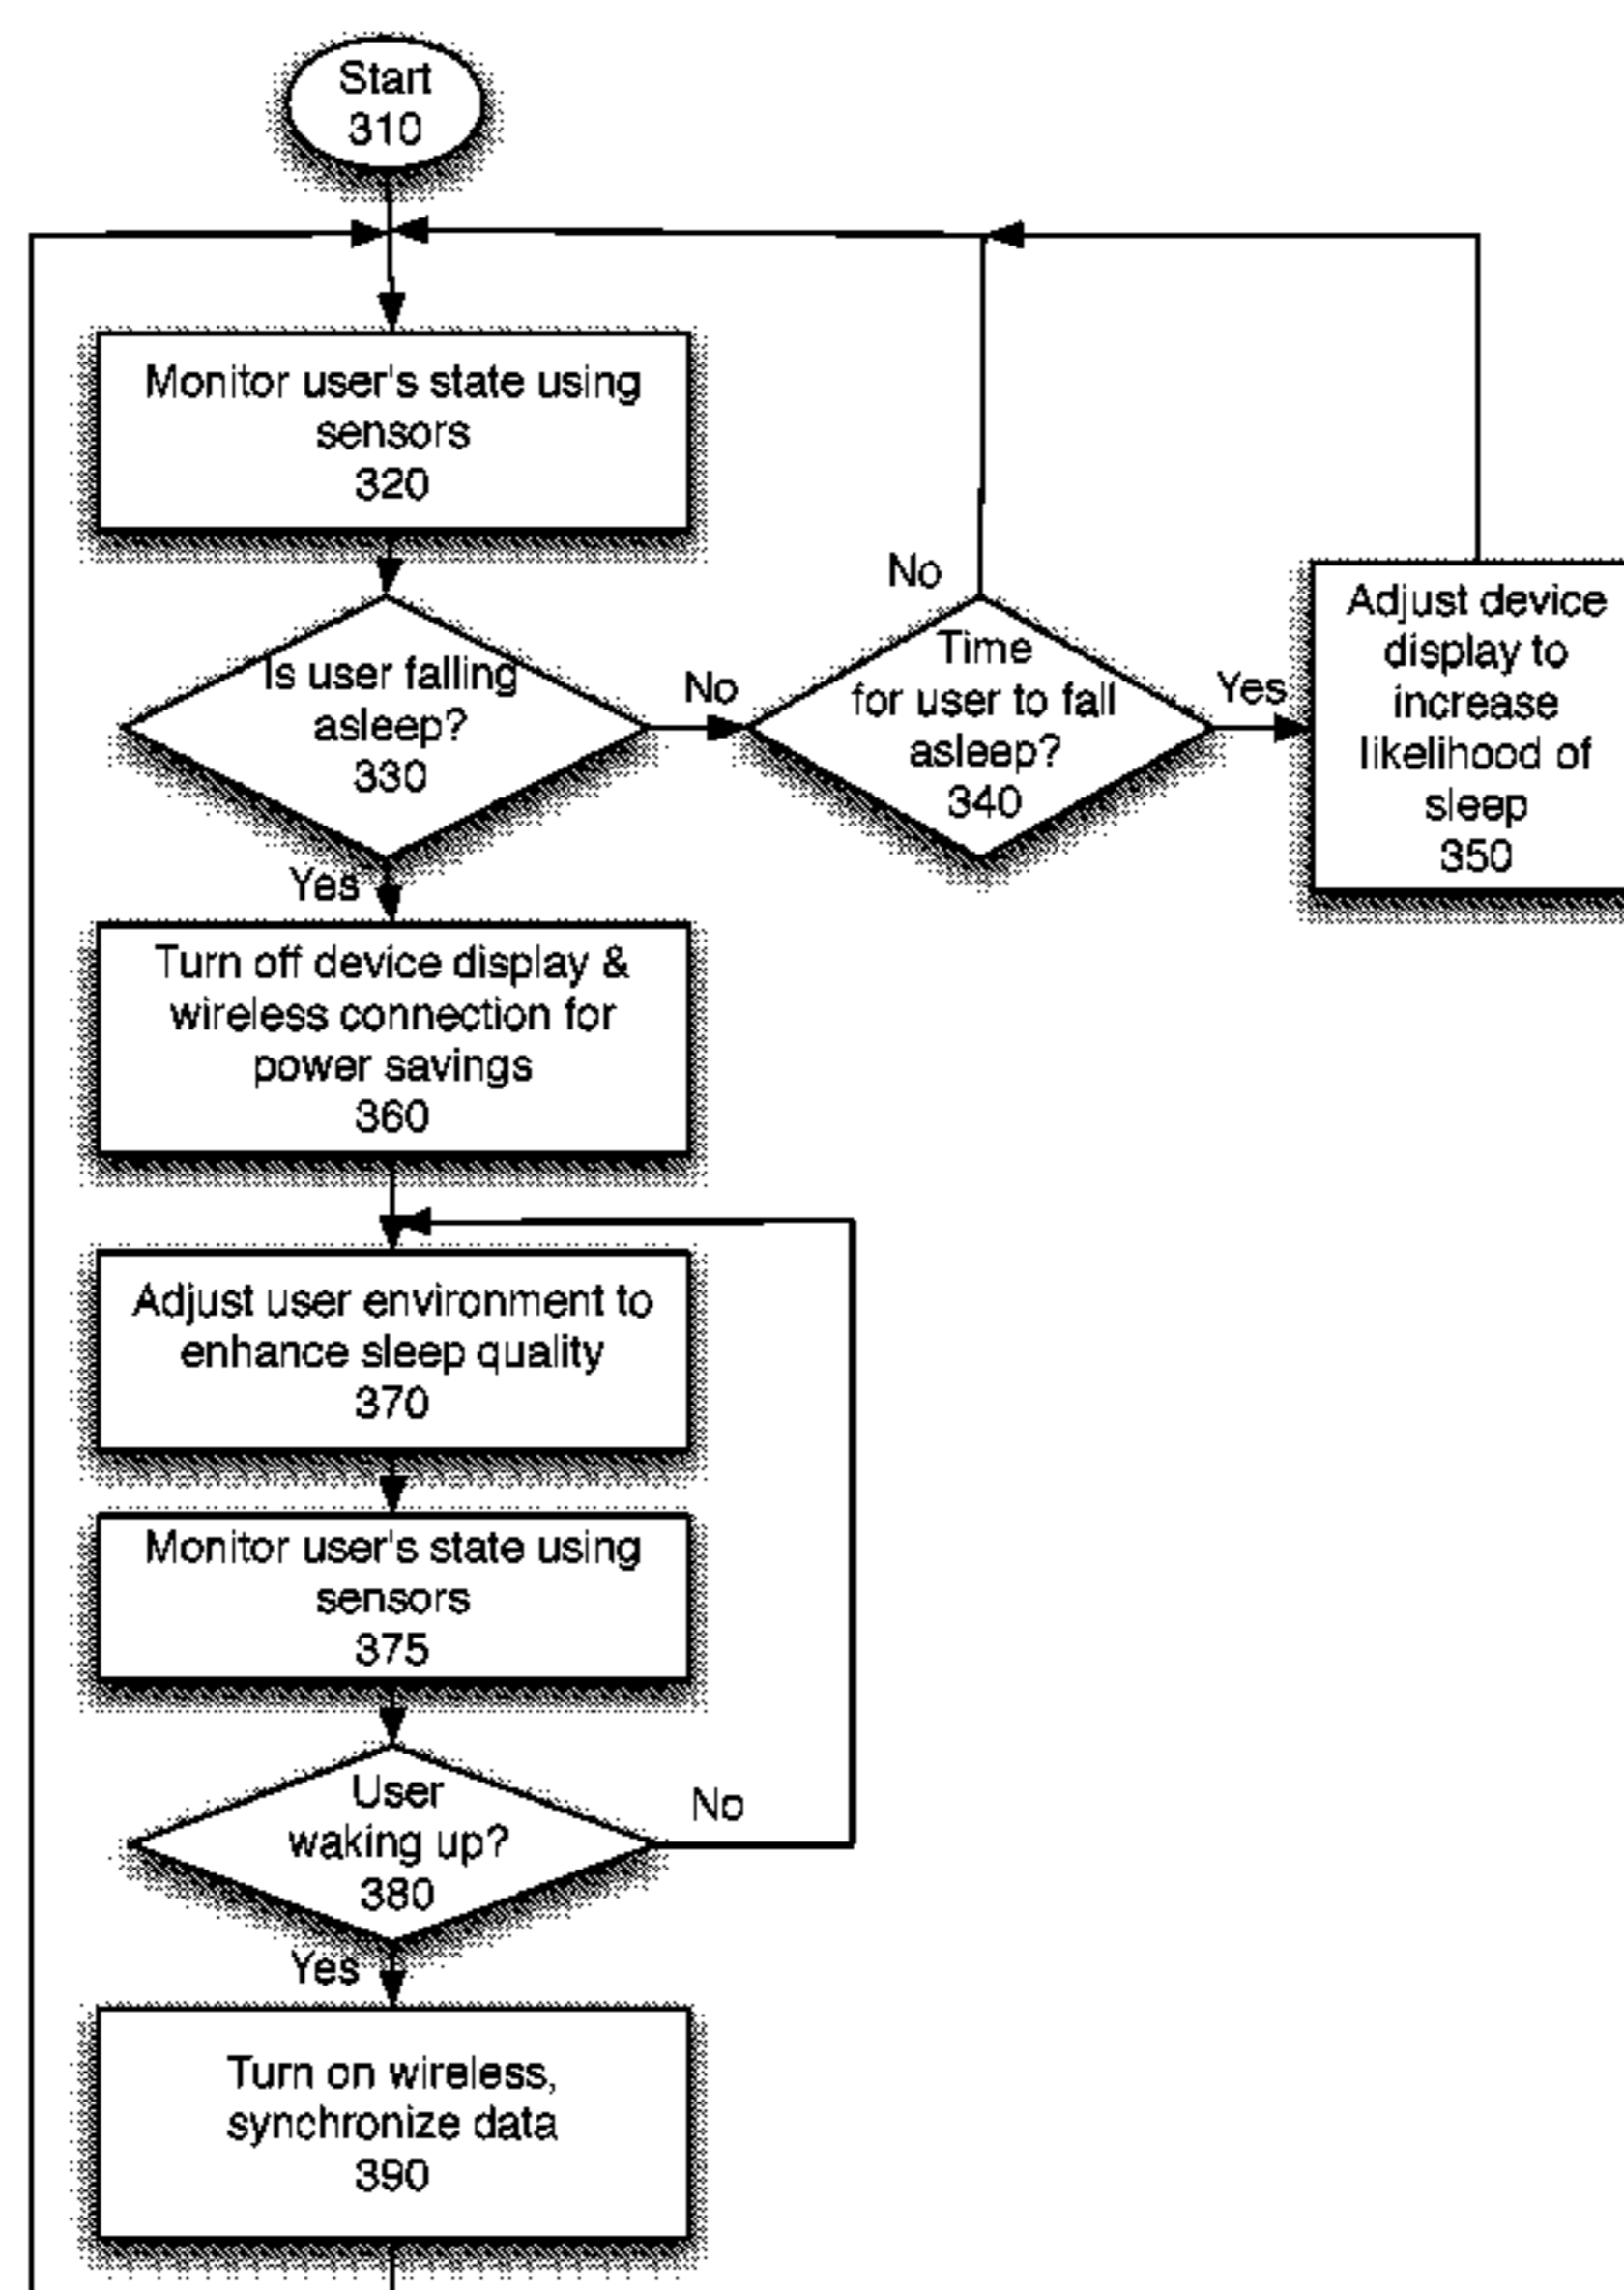 Start
310
Monitor user's state using
sensors
320
Is user falling
asleep?
330
No
Time
for user to fall
asleep?
340
No
Yes
Adjust device
display to
increase
likelihood of
sleep
350
Yes
Turn off device display &
wireless connection for
power savings
360
Adjust user environment to
enhance sleep quality
370
Monitor user's state using
sensors
375
User
waking up?
380
No
Yes
Turn on wireless,
synchronize data
390